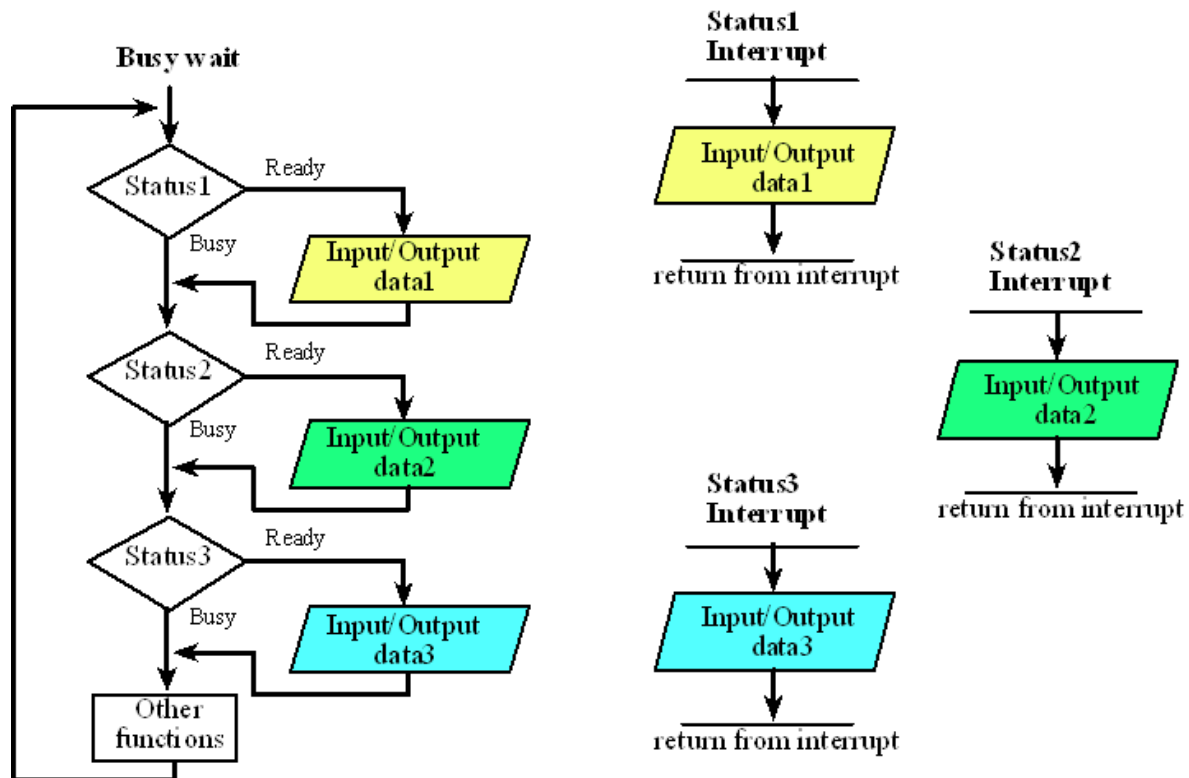 Busy wait
Status1
Ready
Busy
Input/Output
data1
Status2
Ready
Busy
Input/Output
data2
Status3
Ready
Busy
Input/Output
data3
Other
functions
Status1
Interrupt
Input/Output
data1
return from interrupt
Status2
Interrupt
Input/Output
data2
return from interrupt
Status3
Interrupt
Input/Output
data3
return from interrupt